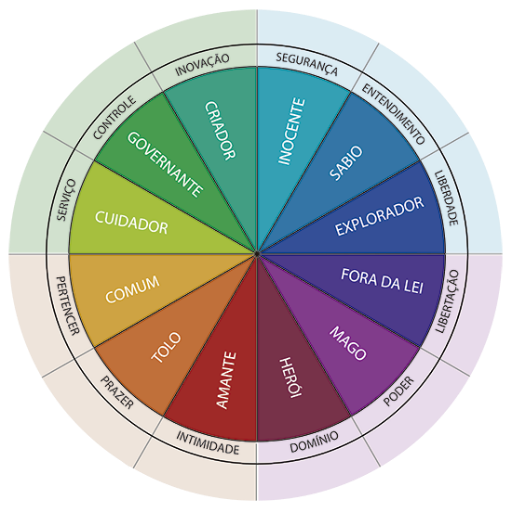 SEGURANÇA
INOCENTE
ENTENDIMENTO
SABIO
LIBERDADE
EXPLORADOR
LIBERTAÇÃO
FORA DA LEI
PODER
MAGO
DOMÍNIO
HERÓI
INTIMIDADE
AMANTE
PRAZER
TOLO
PERTENCER
COMUM
SERVIÇO
CUIDADOR
CONTROLE
GOVERNANTE
INOVAÇÃO
CRIADOR